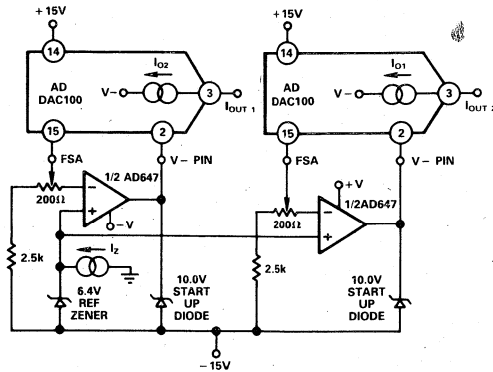 +15V
14
AD
DAC100
IO2
V–
3
IOUT 1
15
2
FSA
V – PIN
1/2 AD647
200Ω
–
+
–V
2.5k
IZ
6.4V
REF
ZENER
10.0V
START
UP
DIODE
+15V
14
AD
DAC100
IO1
V–
3
IOUT 2
15
2
FSA
V – PIN
+V
1/2AD647
200Ω
–
+
2.5k
10.0V
START
UP
DIODE
–15V